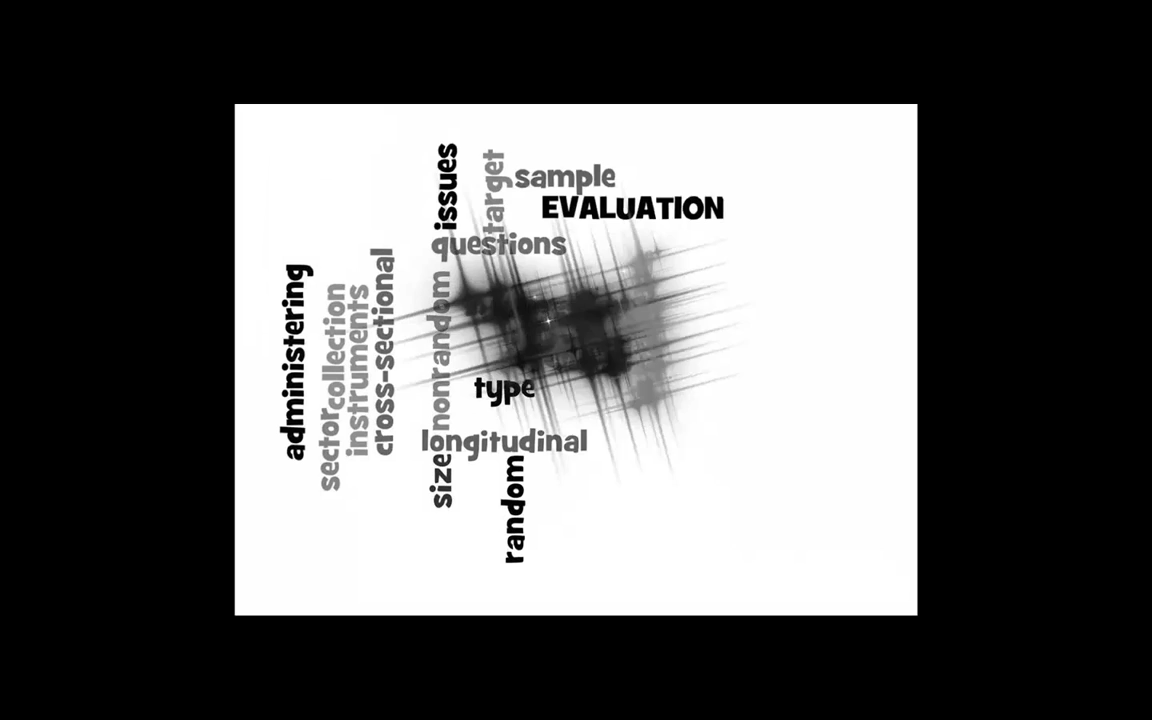 issues
target
sample
EVALUATION
questions
administering
collection
instruments
cross-sectional
nonrandom
sector
type
longitudinal
size
random